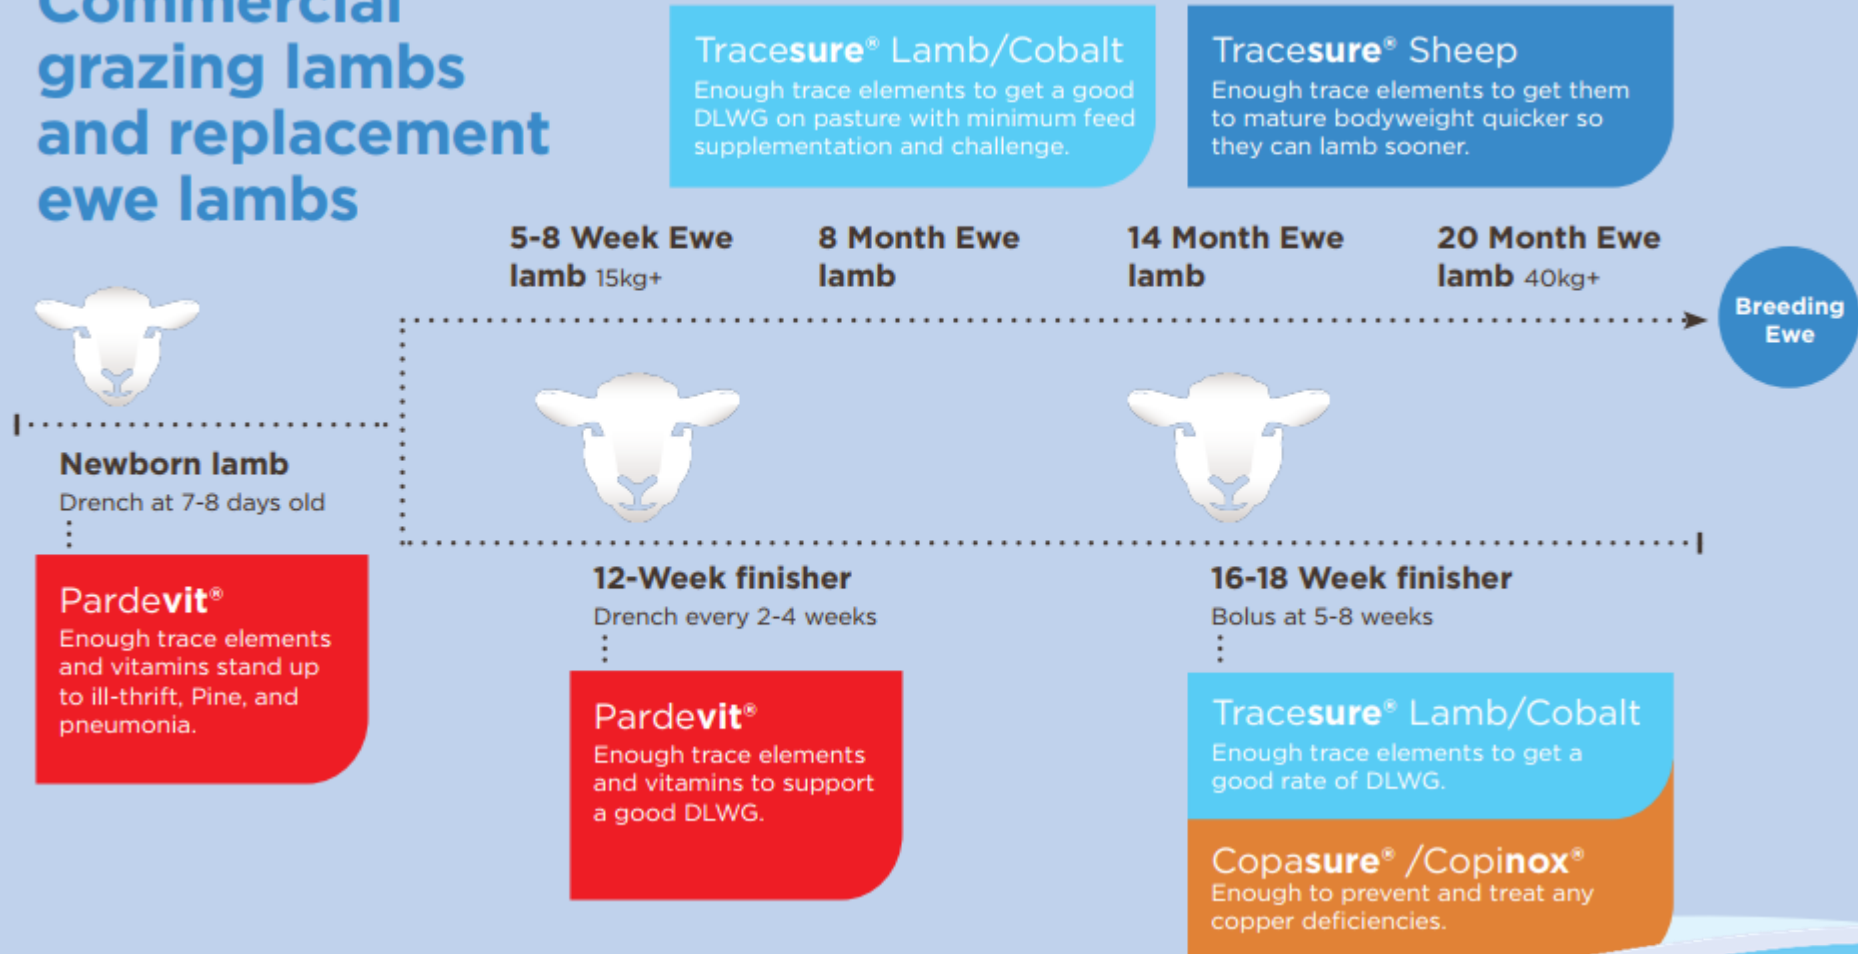 Commercial
grazing lambs
and replacement
ewe lambs
Tracesure® Lamb/Cobalt
Enough trace elements to get a good
DLWG on pasture with minimum feed
supplementation and challenge.
Tracesure® Sheep
Enough trace elements to get them
to mature bodyweight quicker so
they can lamb sooner.
5-8 Week Ewe
lamb 15kg+
8 Month Ewe
lamb
14 Month Ewe
lamb
20 Month Ewe
lamb 40kg+
Breeding
Ewe
Newborn lamb
Drench at 7-8 days old
Pardevit®
Enough trace elements
and vitamins stand up
to ill-thrift, Pine, and
pneumonia.
12-Week finisher
Drench every 2-4 weeks
Pardevit®
Enough trace elements
and vitamins to support
a good DLWG.
16-18 Week finisher
Bolus at 5-8 weeks
Tracesure® Lamb/Cobalt
Enough trace elements to get a
good rate of DLWG.
Copasure® /Copinox®
Enough to prevent and treat any
copper deficiencies.